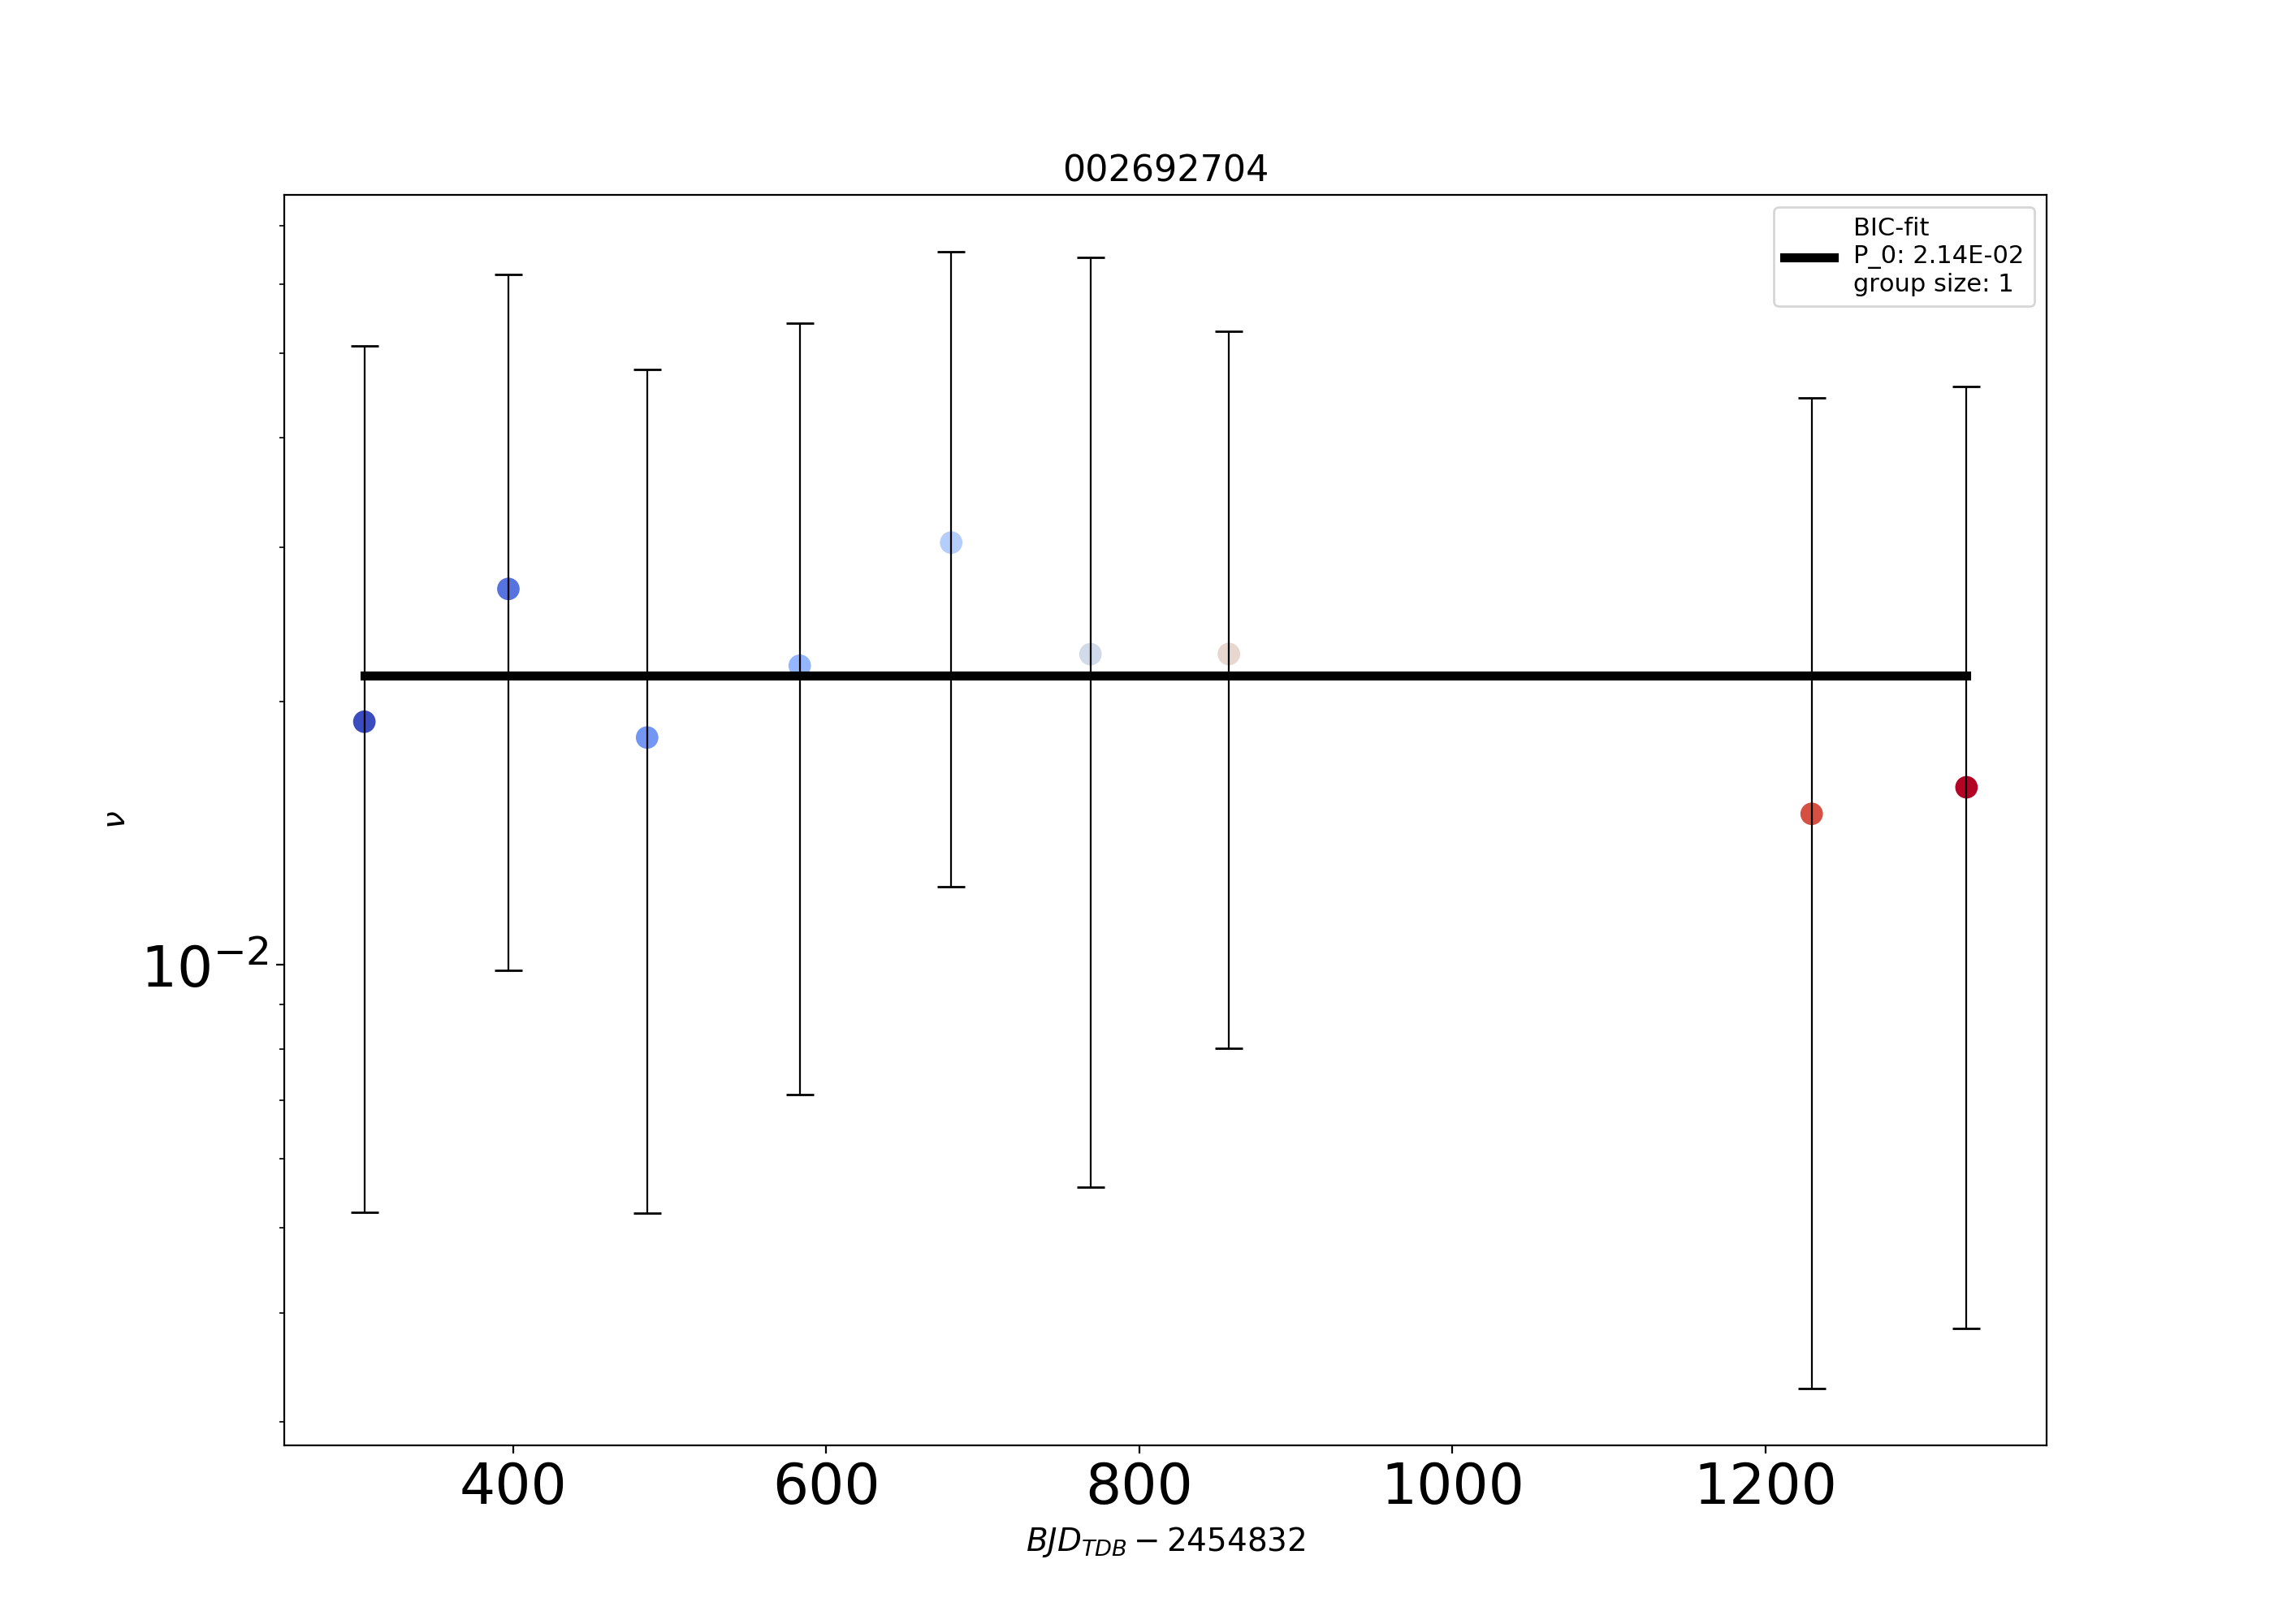 002692704
BIC-fit
P_0: 2.14E-02
group size: 1
ν
10⁻²
400 600 800 1000 1200
BJD_TDB − 2454832